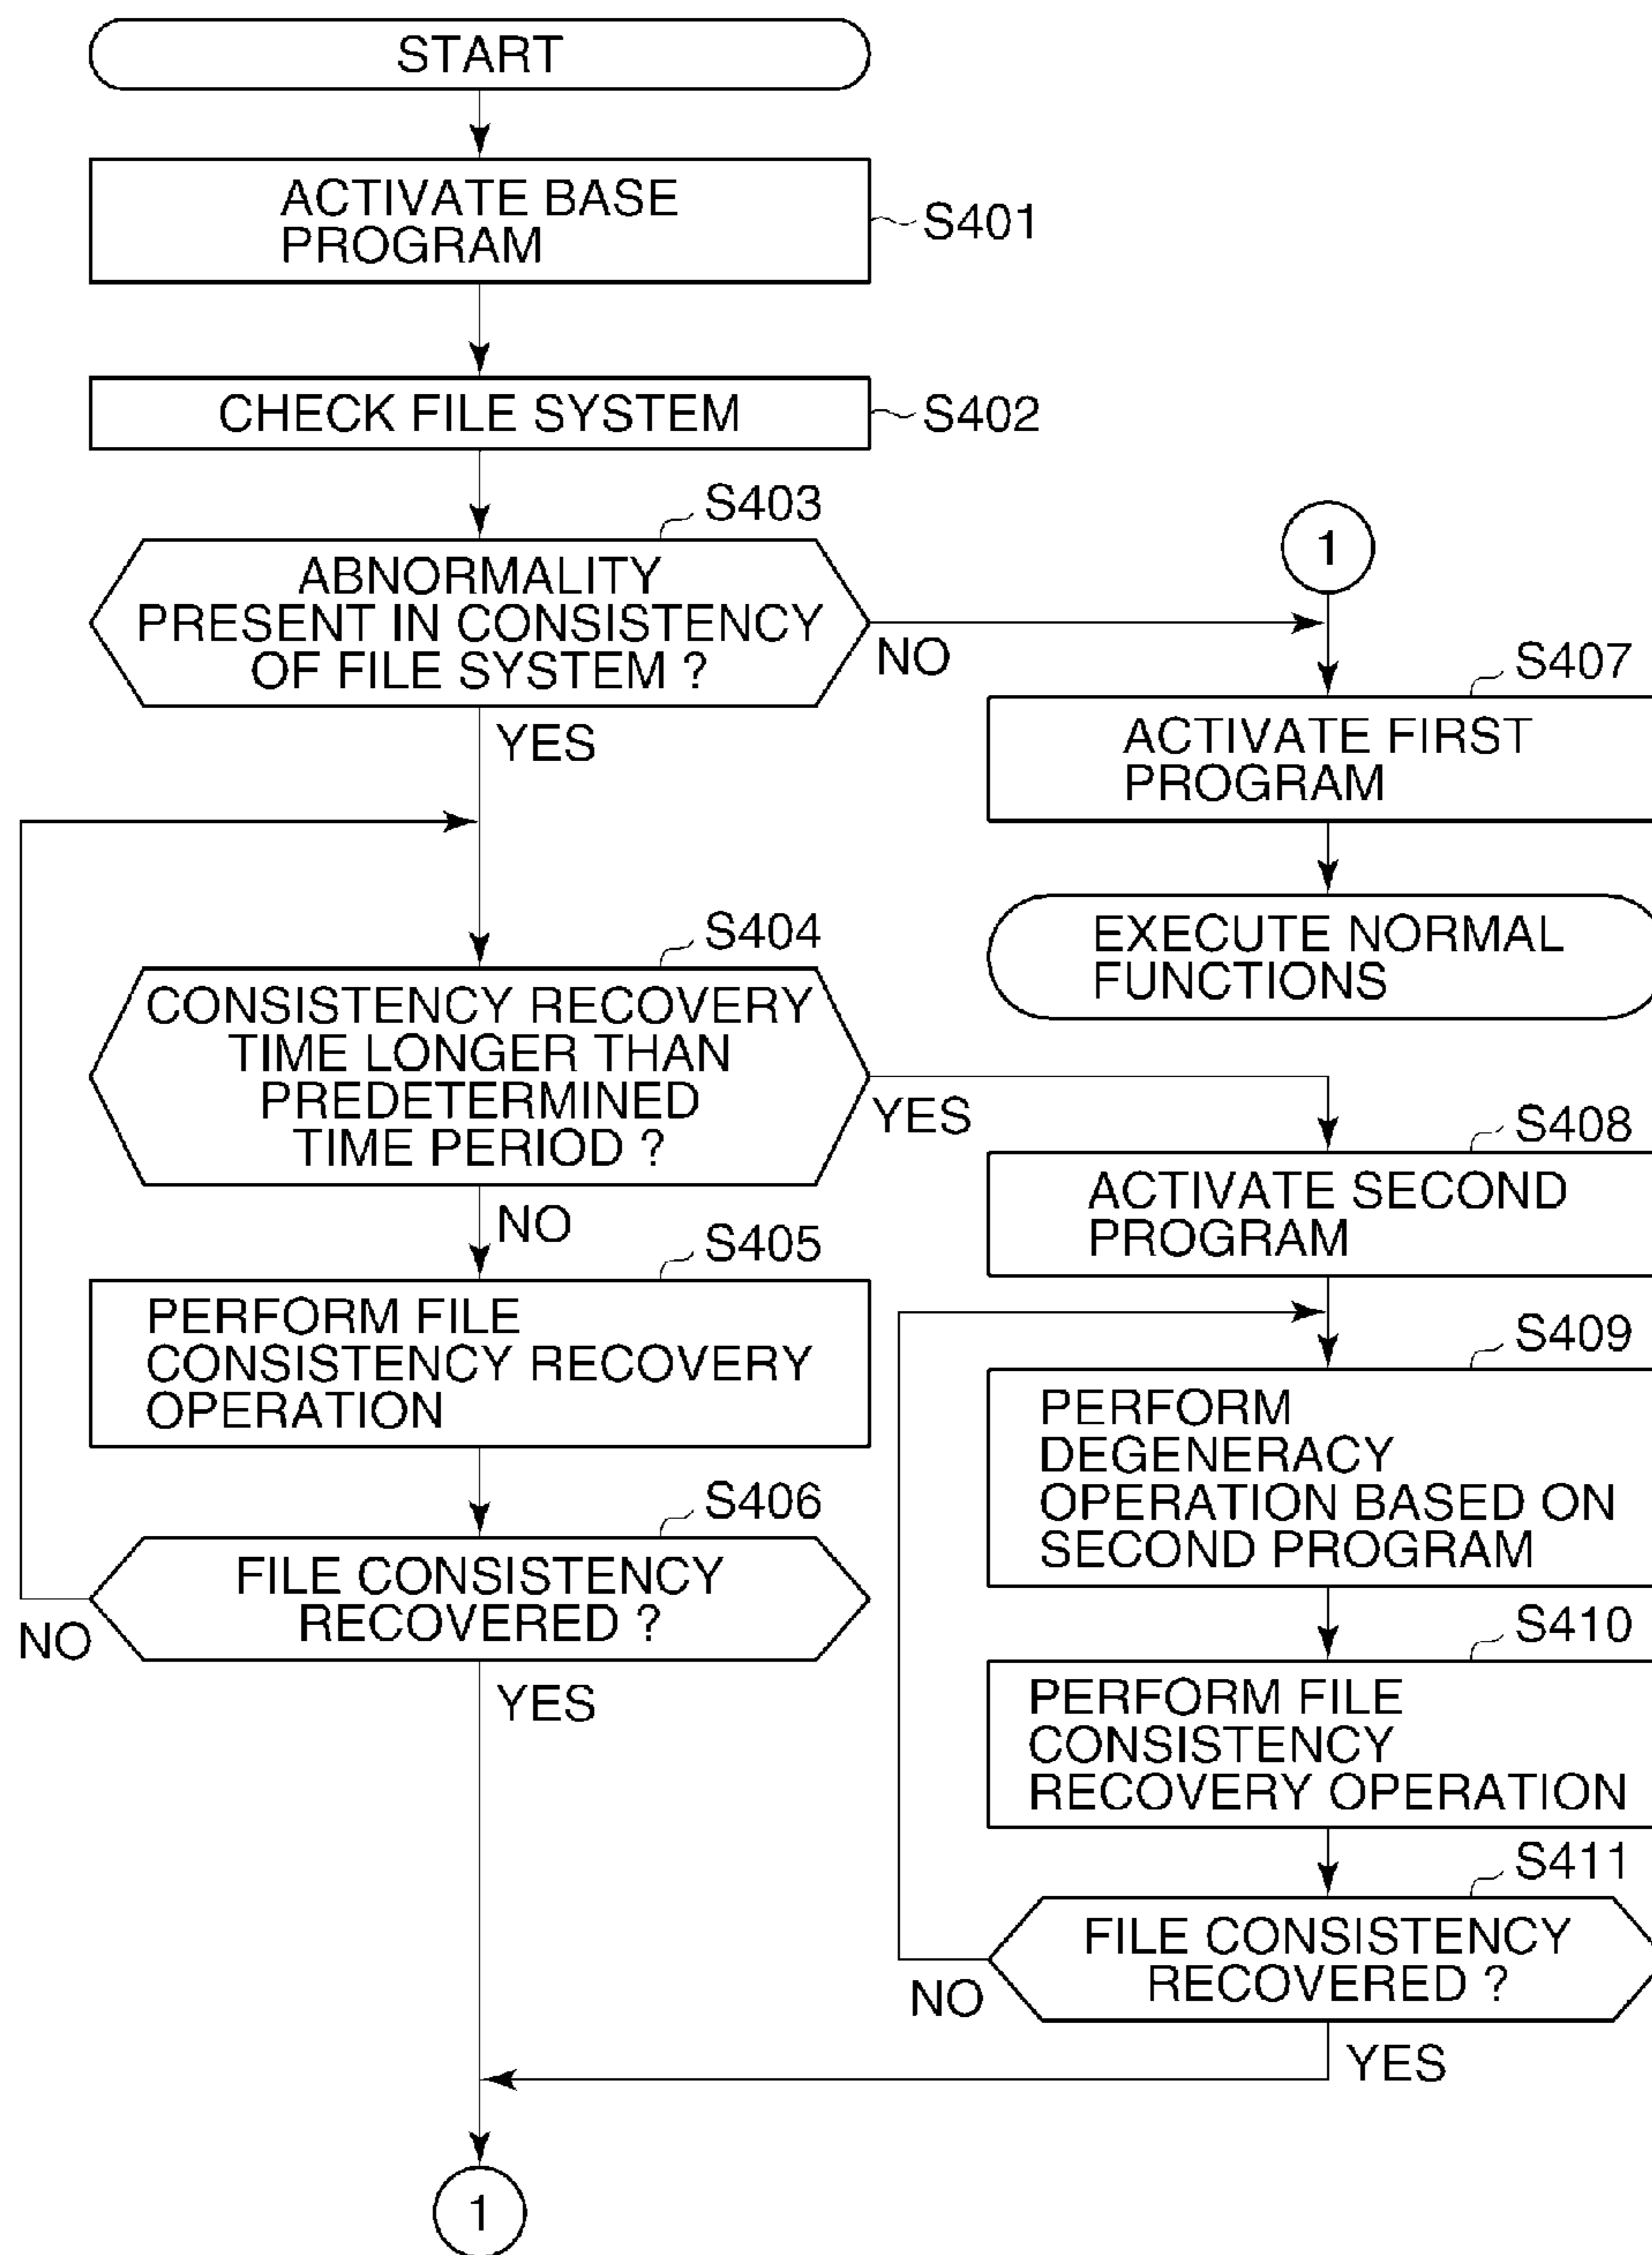 START
ACTIVATE BASE
PROGRAM
S401
CHECK FILE SYSTEM
S402
S403
ABNORMALITY
PRESENT IN CONSISTENCY
OF FILE SYSTEM ?
NO
YES
1
S407
ACTIVATE FIRST
PROGRAM
EXECUTE NORMAL
FUNCTIONS
S404
CONSISTENCY RECOVERY
TIME LONGER THAN
PREDETERMINED
TIME PERIOD ?
YES
NO
S405
PERFORM FILE
CONSISTENCY RECOVERY
OPERATION
S406
FILE CONSISTENCY
RECOVERED ?
NO
YES
S408
ACTIVATE SECOND
PROGRAM
S409
PERFORM
DEGENERACY
OPERATION BASED ON
SECOND PROGRAM
S410
PERFORM FILE
CONSISTENCY
RECOVERY OPERATION
S411
FILE CONSISTENCY
RECOVERED ?
NO
YES
1